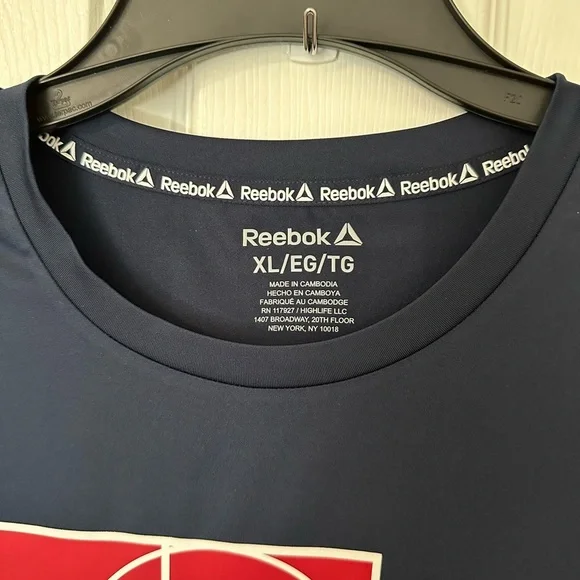 F20
Reebok Reebok Reebok Reebok Reebok Reebok
Reebok
XL/EG/TG
MADE IN CAMBODIA
HECHO EN CAMBOYA
FABRIQUÉ AU CAMBODGE
RN 117927 / HIGHLIFE LLC
1407 BROADWAY, 20TH FLOOR
NEW YORK, NY 10018